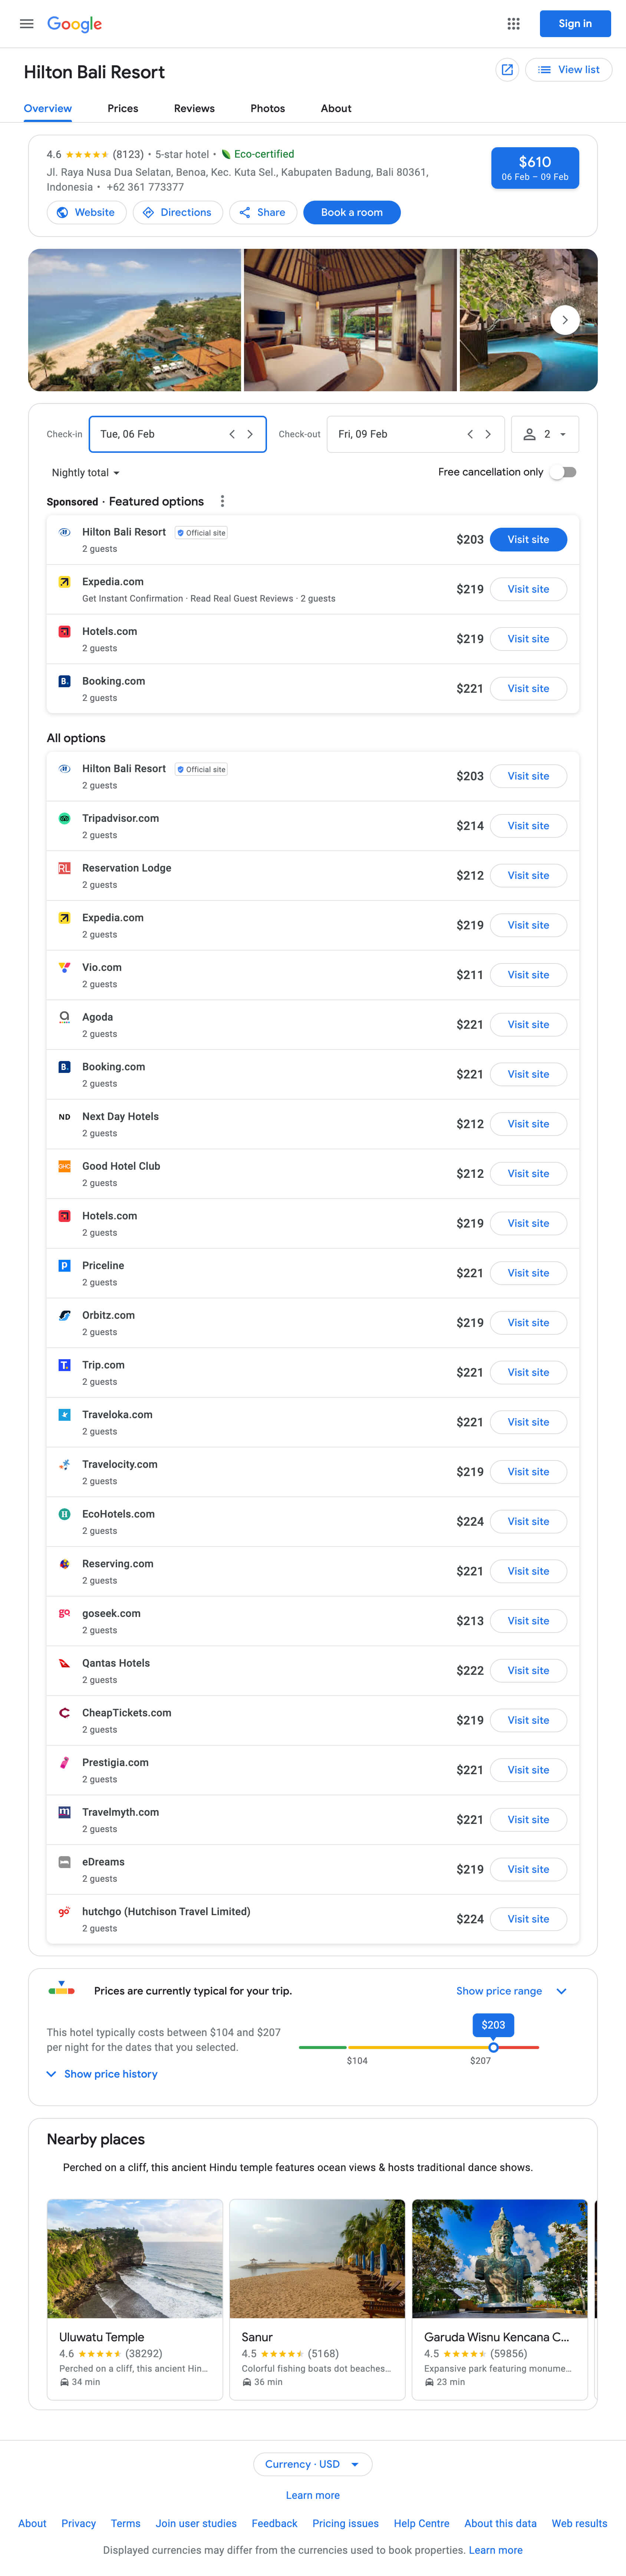 Google
Sign in
Hilton Bali Resort
View list
Overview
Prices
Reviews
Photos
About
4.6 (8123) • 5-star hotel • Eco-certified
Jl. Raya Nusa Dua Selatan, Benoa, Kec. Kuta Sel., Kabupaten Badung, Bali 80361,
Indonesia • +62 361 773377
$610
06 Feb – 09 Feb
Website
Directions
Share
Book a room
Check-in
Tue, 06 Feb
Check-out
Fri, 09 Feb
2
Nightly total
Free cancellation only
Sponsored · Featured options
Hilton Bali Resort Official site
2 guests
$203
Visit site
Expedia.com
Get Instant Confirmation · Read Real Guest Reviews · 2 guests
$219
Visit site
Hotels.com
2 guests
$219
Visit site
B.
Booking.com
2 guests
$221
Visit site
All options
Hilton Bali Resort Official site
2 guests
$203
Visit site
Tripadvisor.com
2 guests
$214
Visit site
RL
Reservation Lodge
2 guests
$212
Visit site
Expedia.com
2 guests
$219
Visit site
Vio.com
2 guests
$211
Visit site
Agoda
2 guests
$221
Visit site
B.
Booking.com
2 guests
$221
Visit site
ND
Next Day Hotels
2 guests
$212
Visit site
GHC
Good Hotel Club
2 guests
$212
Visit site
Hotels.com
2 guests
$219
Visit site
p
Priceline
2 guests
$221
Visit site
Orbitz.com
2 guests
$219
Visit site
T.
Trip.com
2 guests
$221
Visit site
Traveloka.com
2 guests
$221
Visit site
Travelocity.com
2 guests
$219
Visit site
H
EcoHotels.com
2 guests
$224
Visit site
Reserving.com
2 guests
$221
Visit site
go
goseek.com
2 guests
$213
Visit site
Qantas Hotels
2 guests
$222
Visit site
C
CheapTickets.com
2 guests
$219
Visit site
Prestigia.com
2 guests
$221
Visit site
m
Travelmyth.com
2 guests
$221
Visit site
eDreams
2 guests
$219
Visit site
go
hutchgo (Hutchison Travel Limited)
2 guests
$224
Visit site
Prices are currently typical for your trip.
Show price range
This hotel typically costs between $104 and $207
per night for the dates that you selected.
$203
$104
$207
Show price history
Nearby places
Perched on a cliff, this ancient Hindu temple features ocean views & hosts traditional dance shows.
Uluwatu Temple
4.6 (38292)
Perched on a cliff, this ancient Hin...
34 min
Sanur
4.5 (5168)
Colorful fishing boats dot beaches...
36 min
Garuda Wisnu Kencana C...
4.5 (59856)
Expansive park featuring monume...
23 min
Currency · USD
Learn more
About
Privacy
Terms
Join user studies
Feedback
Pricing issues
Help Centre
About this data
Web results
Displayed currencies may differ from the currencies used to book properties. Learn more